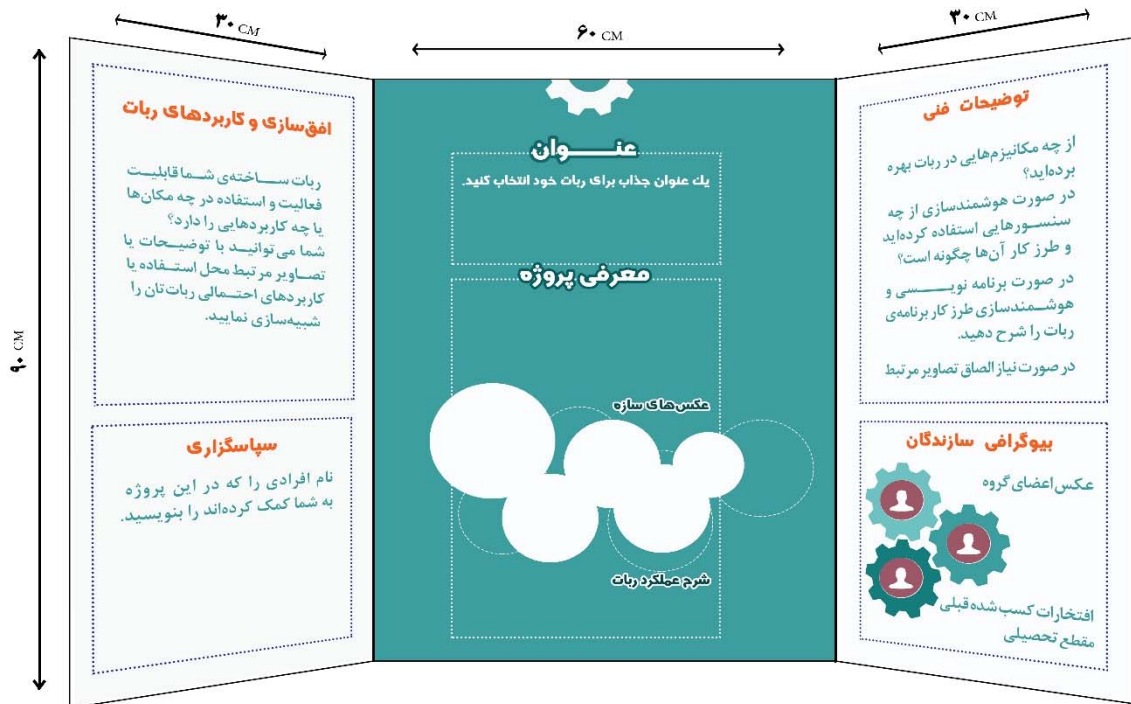 ۳۰ CM
۶۰ CM
۳۰ CM
۹۰ CM
توضیحات فنی
از چه مکانیزم‌هایی در ربات بهره
برده‌اید؟
در صورت هوشمندسازی از چه
سنسورهایی استفاده کرده‌اید
و طرز کار آن‌ها چگونه است؟
در صورت برنامه نویسی و
هوشمندسازی طرز کار برنامه‌ی
ربات را شرح دهید.
در صورت نیاز الصاق تصاویر مرتبط
بیوگرافی سازندگان
عکس اعضای گروه
افتخارات کسب شده قبلی
مقطع تحصیلی
عنوان
یک عنوان جذاب برای ربات خود انتخاب کنید.
معرفی پروژه
عکس‌های سازه
شرح عملکرد ربات
افق‌سازی و کاربردهای ربات
ربات ساخته‌ی شما قابلیت
فعالیت و استفاده در چه مکان‌ها
یا چه کاربردهایی را دارد؟
شما می‌توانید با توضیحات یا
تصاویر مرتبط محل استفاده یا
کاربردهای احتمالی ربات‌تان را
شبیه‌سازی نمایید.
سپاسگزاری
نام افرادی را که در این پروژه
به شما کمک کرده‌اند را بنویسید.